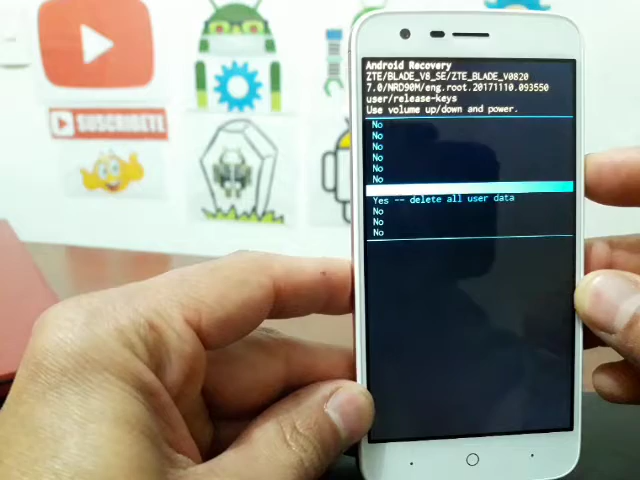 SUSCRIBETE
Android Recovery
ZTE/BLADE_V8_SE/ZTE_BLADE_V0820
7.0/NRD90M/eng.root.20171110.093550
user/release-keys
Use volume up/down and power.
No
No
No
No
No
No
Yes -- delete all user data
No
No
No